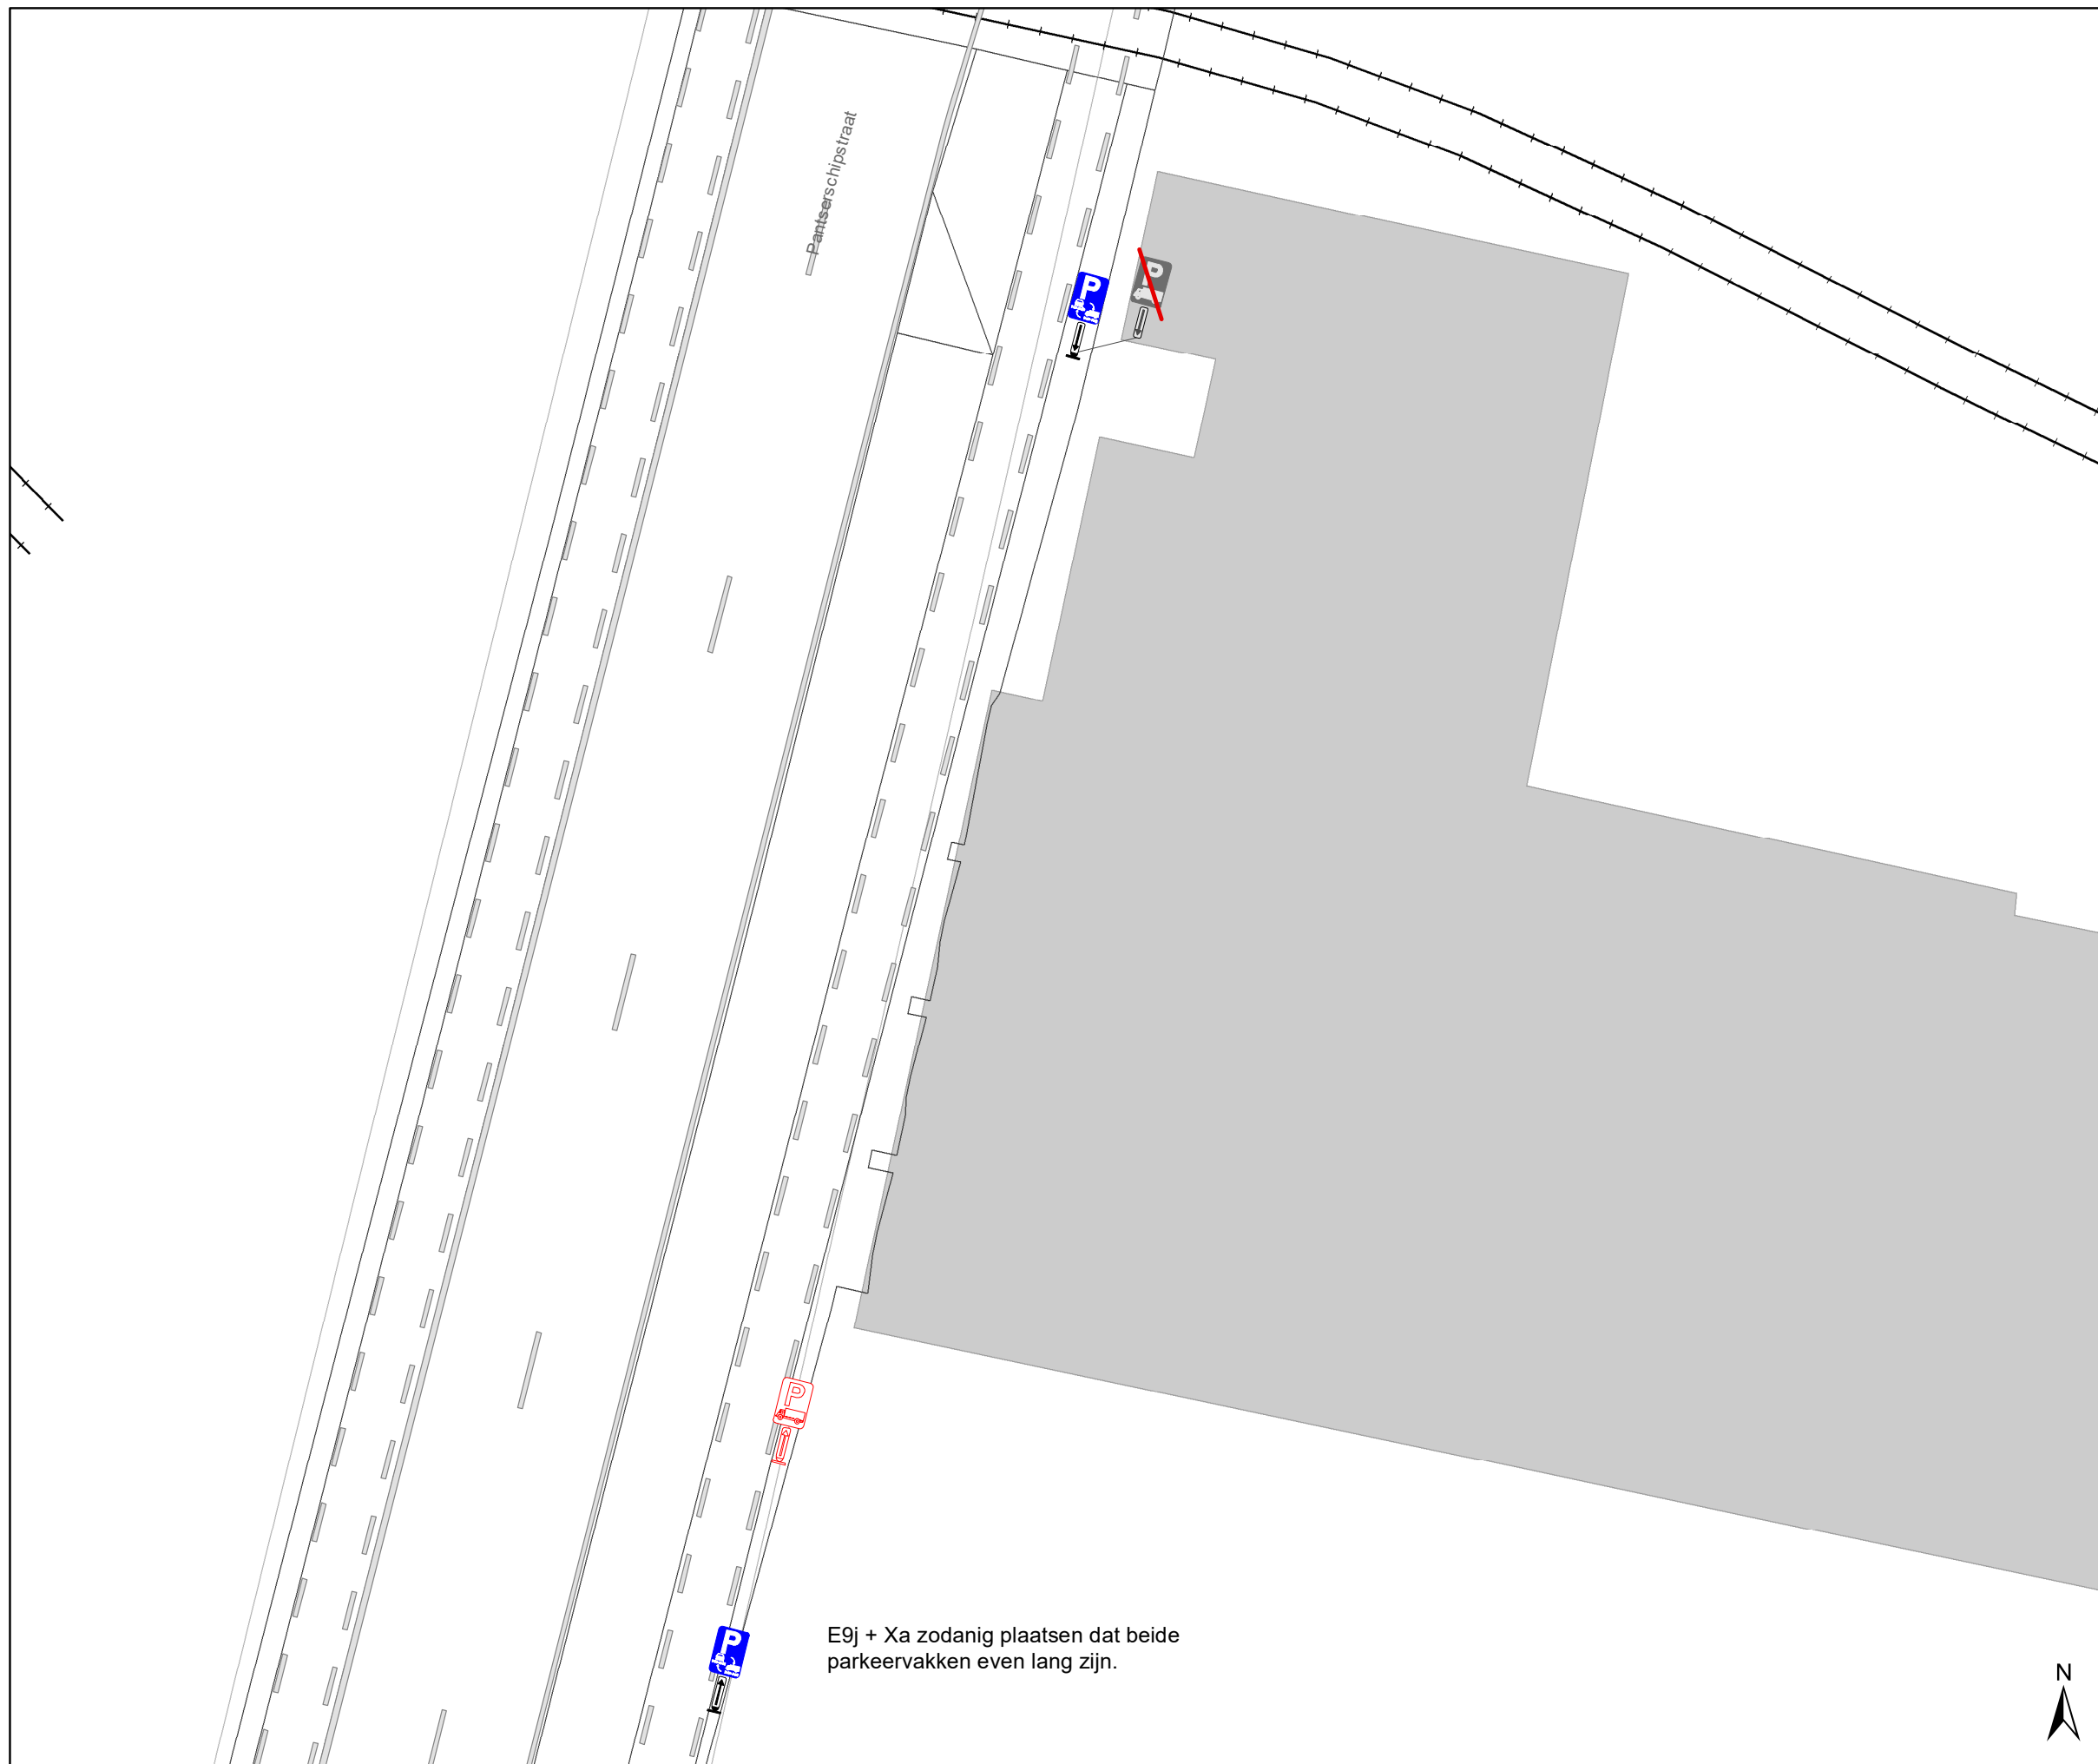 Pantserschipstraat
P
P
P
P
E9j + Xa zodanig plaatsen dat beide
parkeervakken even lang zijn.
N